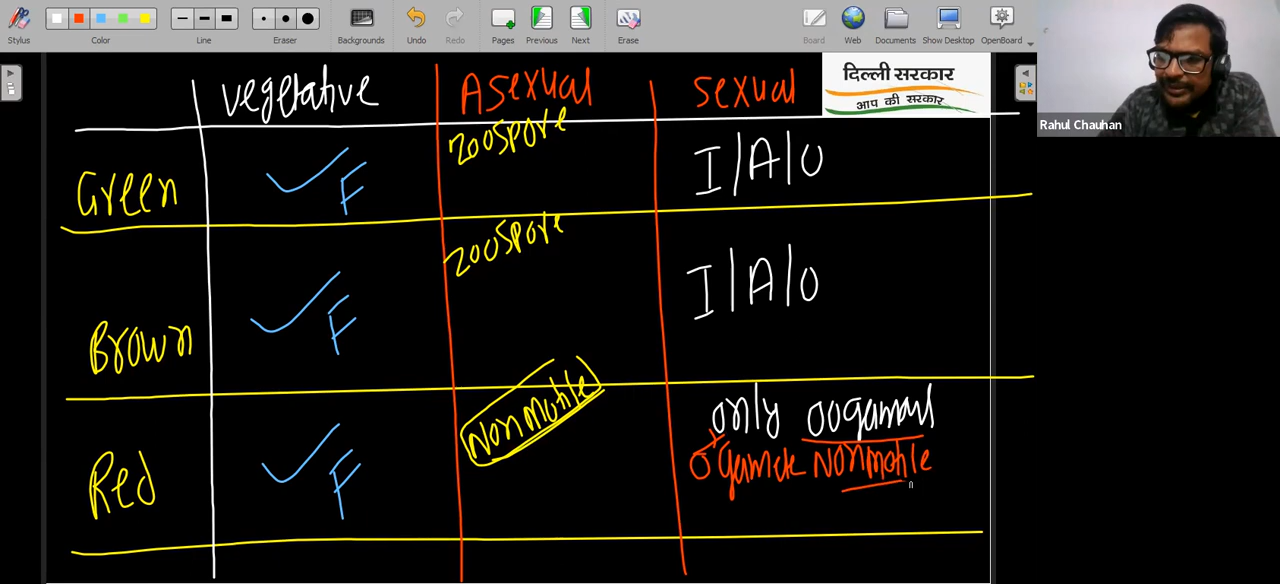 Stylus
Color
Line
Eraser
Backgrounds
Undo
Redo
Pages
Previous
Next
Erase
Board
Web
Documents
Show Desktop
OpenBoard
Rahul Chauhan
दिल्ली सरकार
आप की सरकार
vegetative Asexual sexual
Green F zoospore I/A/O
Brown F zoospore I/A/O
Red F Nonmotile only oogamous
♂ gamete Nonmotile